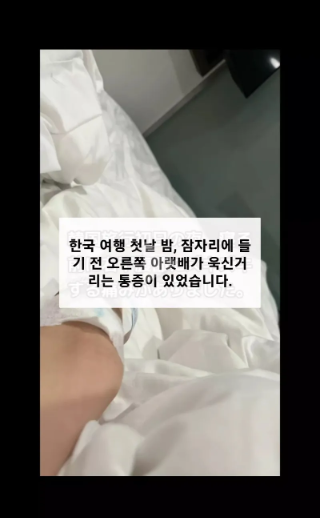 한국 여행 첫날 밤, 잠자리에 들
기 전 오른쪽 아랫배가 욱신거
리는 통증이 있었습니다.